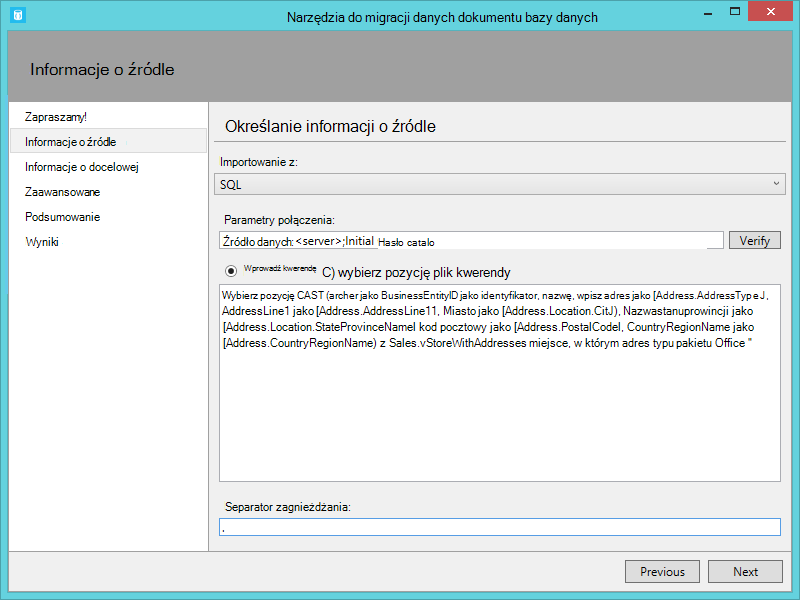 Narzędzia do migracji danych dokumentu bazy danych
Informacje o źródle
Zapraszamy!
Informacje o źródle
Informacje o docelowej
Zaawansowane
Podsumowanie
Wyniki
Określanie informacji o źródle
Importowanie z:
SQL
Parametry połączenia:
Źródło danych: <server>;Initial Hasło catalo
Verify
Wprowadź kwerendę C) wybierz pozycję plik kwerendy
Wybierz pozycję CAST (archer jako BusinessEntityID jako identyfikator, nazwę, wpisz adres jako [Address.AddressTyp e J,
AddressLine1 jako [Address.AddressLine11, Miasto jako [Address.Location.CitJ), Nazwastanuprowincji jako
[Address.Location.StateProvinceNamel kod pocztowy jako [Address.PostalCodel, CountryRegionName jako
[Address.CountryRegionName) z Sales.vStoreWithAddresses miejsce, w którym adres typu pakietu Office "
Separator zagnieżdżania:
.
Previous
Next